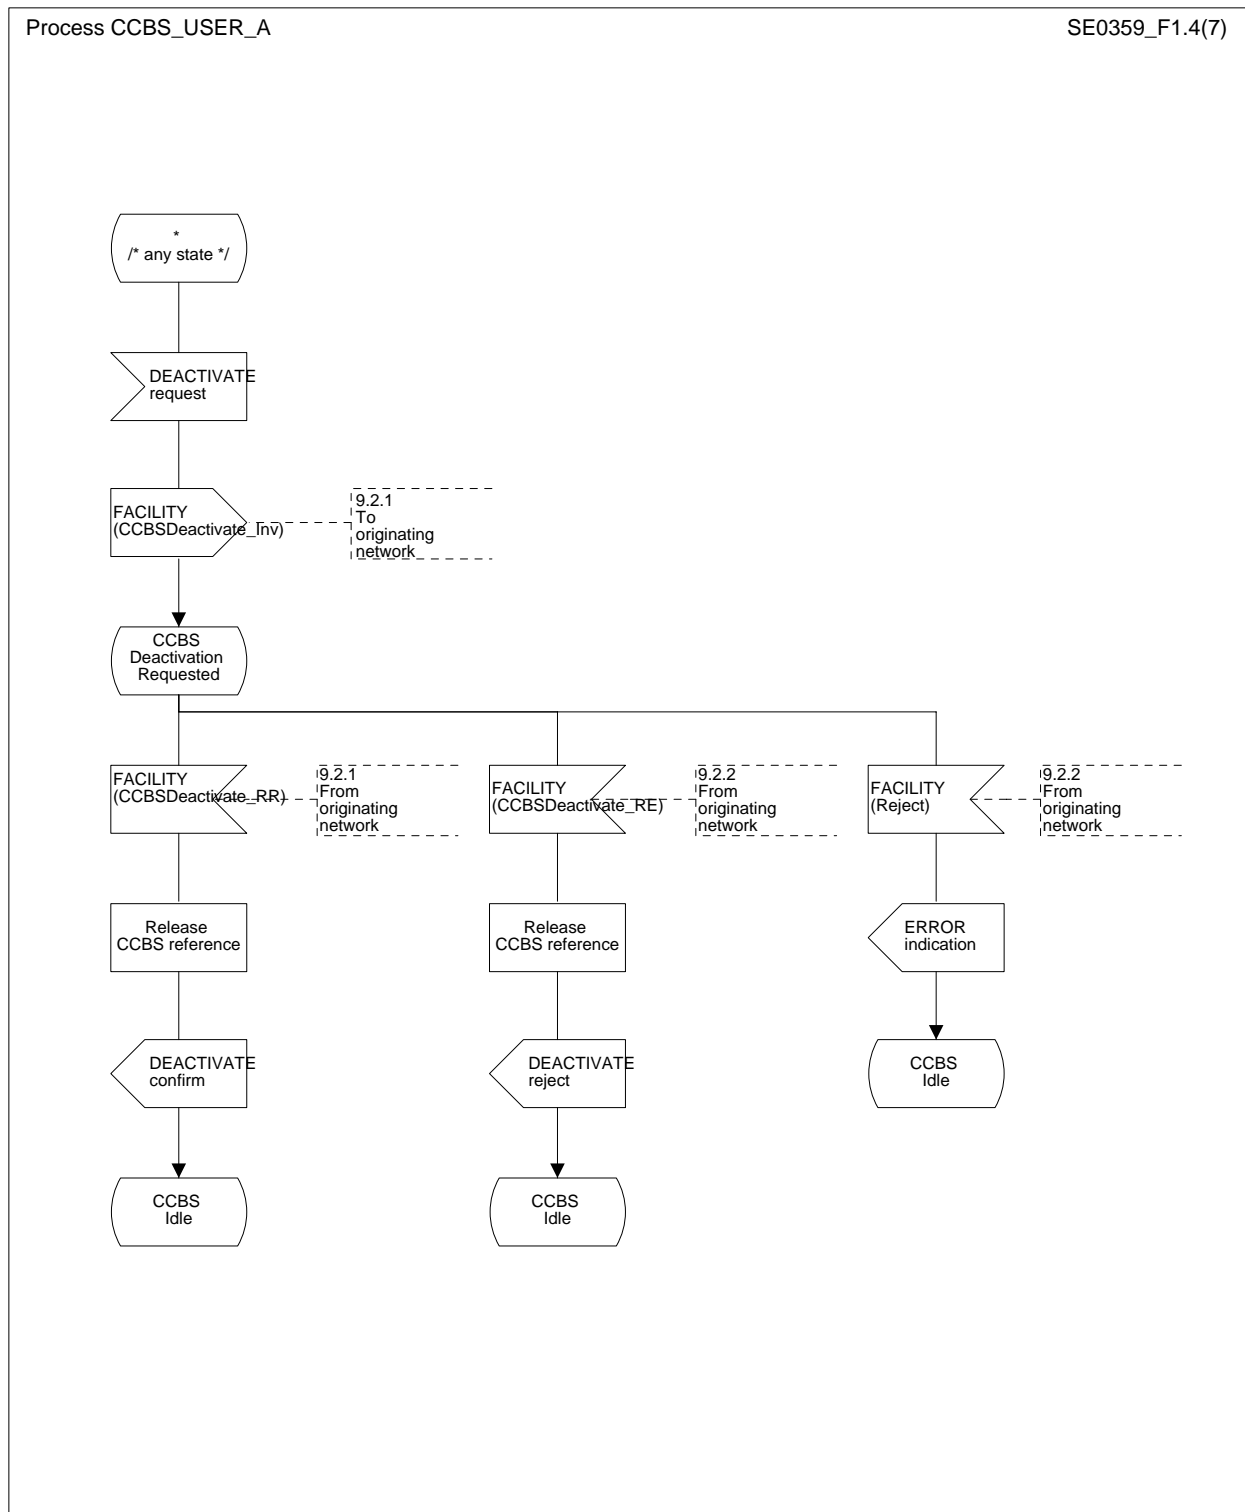 Process CCBS_USER_A
SE0359_F1.4(7)
*
/* any state */
DEACTIVATE
request
FACILITY
(CCBSDeactivate_Inv)
9.2.1
To
originating
network
CCBS
Deactivation
Requested
FACILITY
(CCBSDeactivate_RR)
9.2.1
From
originating
network
FACILITY
(CCBSDeactivate_RE)
9.2.2
From
originating
network
FACILITY
(Reject)
9.2.2
From
originating
network
Release
CCBS reference
Release
CCBS reference
ERROR
indication
DEACTIVATE
confirm
DEACTIVATE
reject
CCBS
Idle
CCBS
Idle
CCBS
Idle